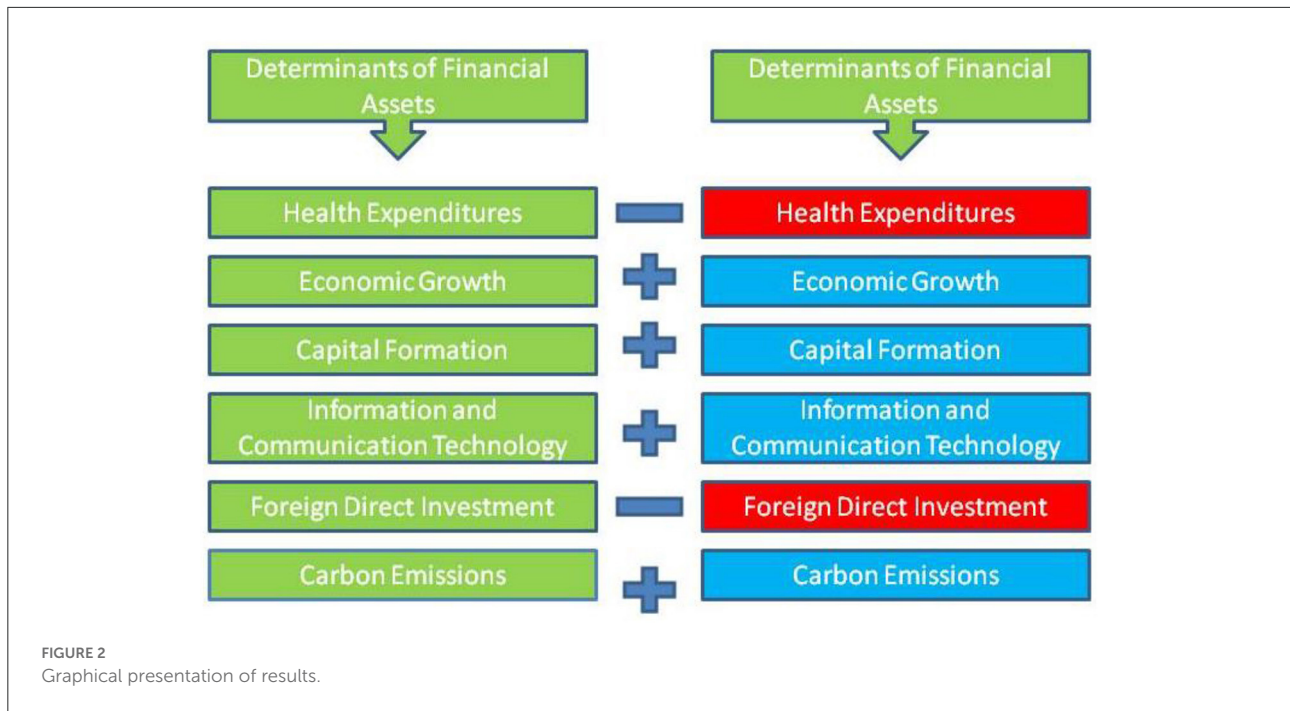 Determinants of Financial
Assets
Determinants of Financial
Assets
Health Expenditures
Health Expenditures
Economic Growth
Economic Growth
Capital Formation
Capital Formation
Information and
Communication Technology
Information and
Communication Technology
Foreign Direct Investment
Foreign Direct Investment
Carbon Emissions
Carbon Emissions
FIGURE 2
Graphical presentation of results.